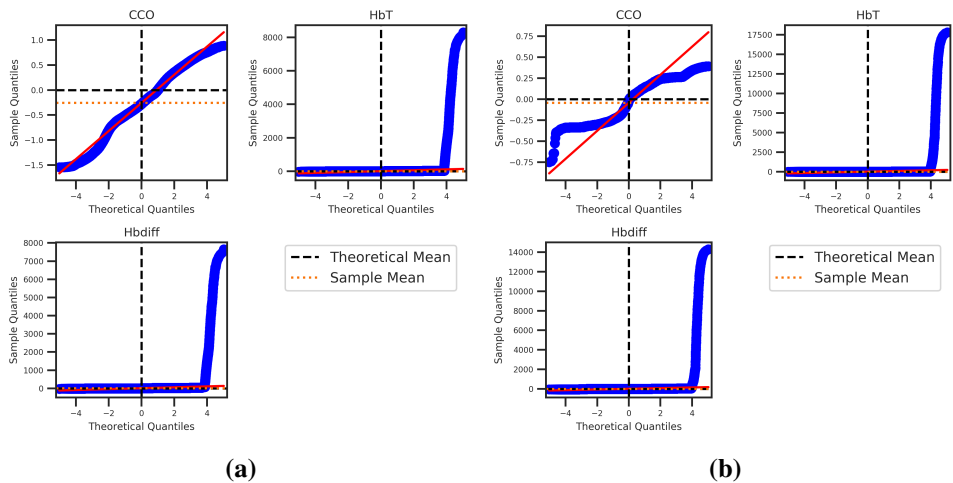 CCO
Sample Quantiles
1.0
0.5
0.0
−0.5
−1.0
−1.5
−4 −2 0 2 4
Theoretical Quantiles
HbT
Sample Quantiles
8000
6000
4000
2000
0
−4 −2 0 2 4
Theoretical Quantiles
Hbdiff
Sample Quantiles
8000
7000
6000
5000
4000
3000
2000
1000
0
−4 −2 0 2 4
Theoretical Quantiles
Theoretical Mean
Sample Mean
(a)
CCO
Sample Quantiles
0.75
0.50
0.25
0.00
−0.25
−0.50
−0.75
−4 −2 0 2 4
Theoretical Quantiles
HbT
Sample Quantiles
17500
15000
12500
10000
7500
5000
2500
0
−4 −2 0 2 4
Theoretical Quantiles
Hbdiff
Sample Quantiles
14000
12000
10000
8000
6000
4000
2000
0
−4 −2 0 2 4
Theoretical Quantiles
Theoretical Mean
Sample Mean
(b)